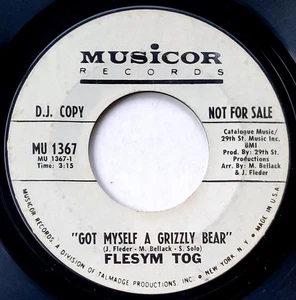 MUSICOR
RECORDS
D.J. COPY
NOT FOR SALE
MU 1367
MU 1367-1
Time: 3:15
Catalogue Music/
29th St. Music Inc.
BMI
Prod. By: 29th St.
Productions
Arr. By: M. Bellack &
J. Fleder
"GOT MYSELF A GRIZZLY BEAR"
(J. Fleder - M. Bellack - S. Solo)
FLESYM TOG
MUSICOR RECORDS, A DIVISION OF TALMADGE PRODUCTIONS, INC., NEW YORK, N.Y. MADE IN U.S.A.